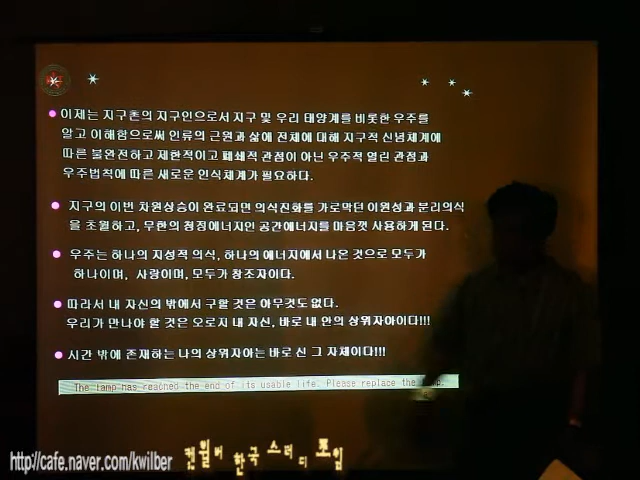 이제는 지구촌의 지구인으로서 지구 및 우리 태양계를 비롯한 우주를
알고 이해함으로써 인류의 근원과 삶에 전체에 대해 지구적 신념체계에
따른 불완전하고 제한적이고 폐쇄적 관점이 아닌 우주적 열린 관점과
우주법칙에 따른 새로운 인식체계가 필요하다.
지구의 이번 차원상승이 완료되면 의식진화를 가로막던 이원성과 분리의식
을 초월하고, 무한의 청정에너지인 공간에너지를 마음껏 사용하게 된다.
우주는 하나의 지성적 의식, 하나의 에너지에서 나온 것으로 모두가
하나이며, 사랑이며, 모두가 창조자이다.
따라서 내 자신의 밖에서 구할 것은 아무것도 없다.
우리가 만나야 할 것은 오로지 내 자신, 바로 내 안의 상위자아이다!!!
시간 밖에 존재하는 나의 상위자아는 바로 신 그 자체이다!!!
The lamp has reached the end of its usable life. Please replace the lamp.
http://cafe.naver.com/kwilber 켄윌버 한국 스터디 모임